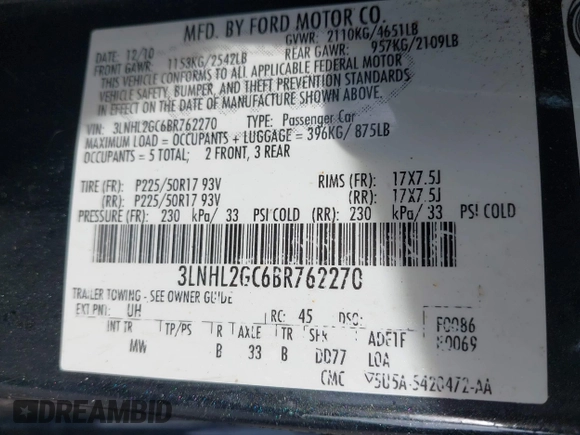 MFD. BY FORD MOTOR CO.
DATE: 12/10
GVWR: 2110KG/4651LB
FRONT GAWR: 1153KG/2542LB
REAR GAWR: 957KG/2109LB
THIS VEHICLE CONFORMS TO ALL APPLICABLE FEDERAL MOTOR
VEHICLE SAFETY, BUMPER, AND THEFT PREVENTION STANDARDS
IN EFFECT ON THE DATE OF MANUFACTURE SHOWN ABOVE.
VIN: 3LNHL2GC6BR762270 TYPE: Passenger Car
MAXIMUM LOAD = OCCUPANTS + LUGGAGE = 396KG/ 875LB
OCCUPANTS = 5 TOTAL; 2 FRONT, 3 REAR
TIRE (FR): P225/50R17 93V RIMS (FR): 17X7.5J
(RR): P225/50R17 93V (RR): 17X7.5J
PRESSURE (FR): 230 kPa/ 33 PSI COLD (RR): 230 kPa/ 33 PSI COLD
3LNHL2GC6BR762270
TRAILER TOWING - SEE OWNER GUIDE
EXT PNT: UH RC: 45 DSO: F0086
INT TR TP/PS R AXLE TR SPR
MW B 33 B DD77
CMC
DREAMBID